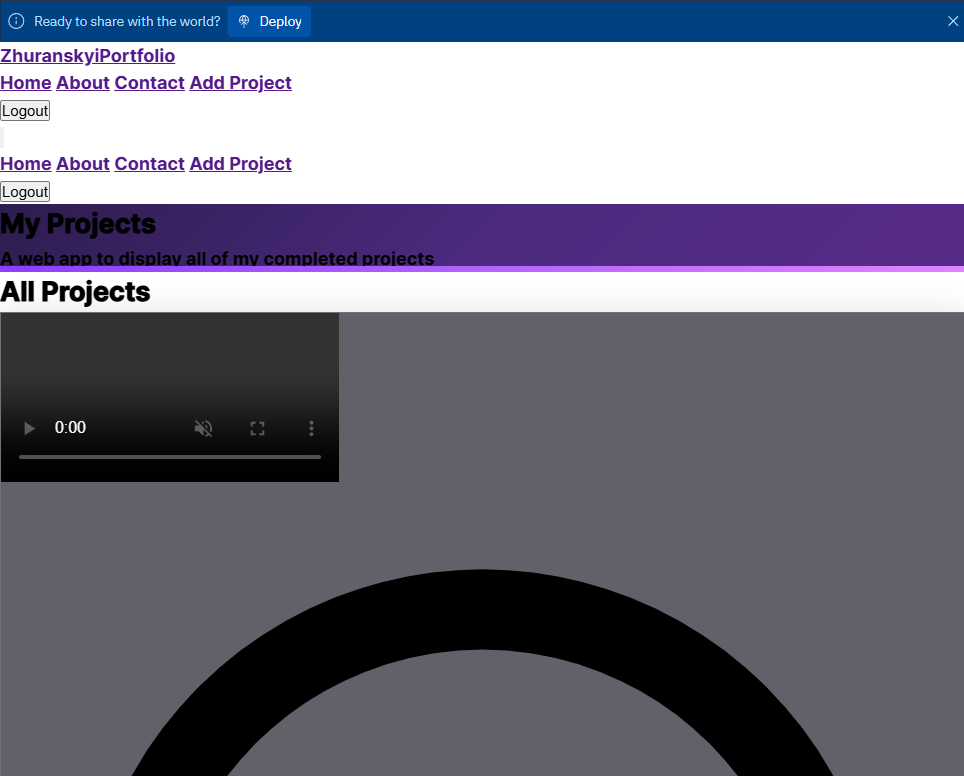 Ready to share with the world? Deploy
ZhuranskyiPortfolio
Home About Contact Add Project
Logout
Home About Contact Add Project
Logout
My Projects
A web app to display all of my completed projects
All Projects
0:00